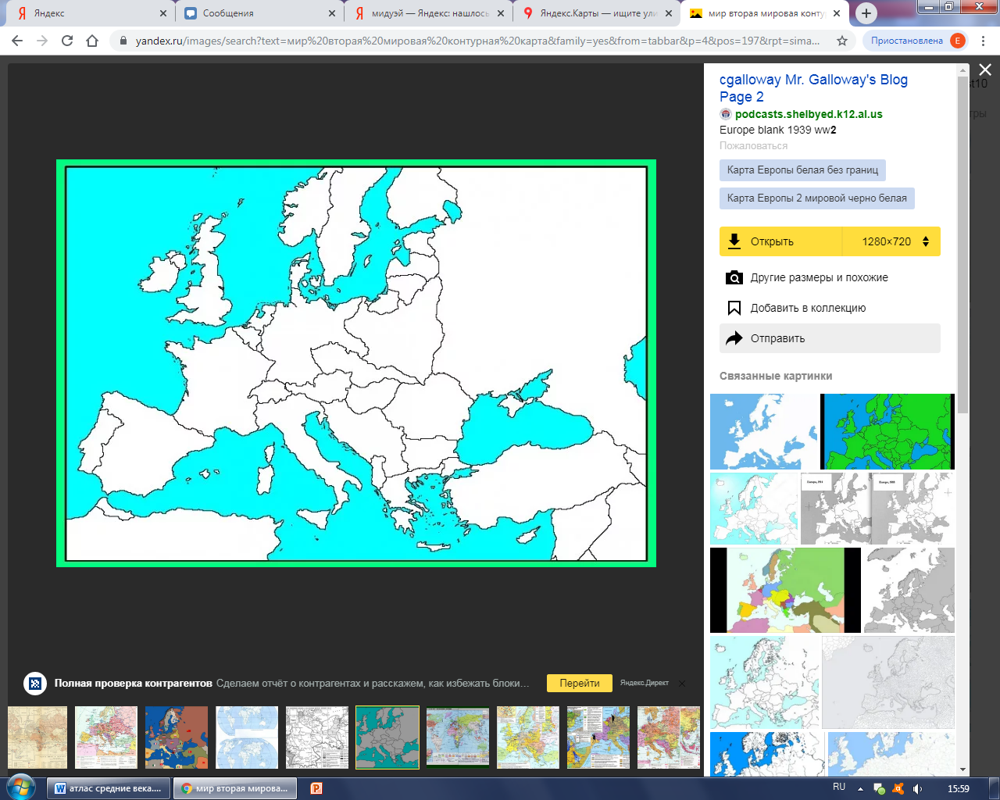 Яндекс
Сообщения
мидуэй — Яндекс: нашлось
Яндекс.Карты — ищите ули
мир вторая мировая конту
yandex.ru/images/search?text=мир%20вторая%20мировая%20контурная%20карта&family=yes&from=tabbar&p=4&pos=197&rpt=sima...
Приостановлена
E
cgalloway Mr. Galloway's Blog
Page 2
podcasts.shelbyed.k12.al.us
Europe blank 1939 ww2
Пожаловаться
Карта Европы белая без границ
Карта Европы 2 мировой черно белая
Открыть
1280×720
Другие размеры и похожие
Добавить в коллекцию
Отправить
Связанные картинки
Полная проверка контрагентов Сделаем отчёт о контрагентах и расскажем, как избежать блоки...
Перейти
Яндекс.Директ
атлас средние века....
мир вторая мирова...
RU
15:59